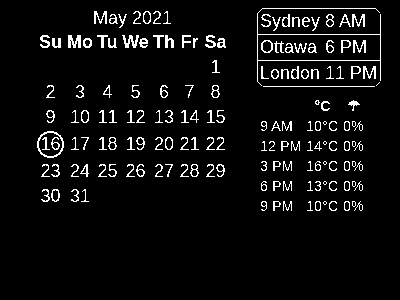 May 2021
Su Mo Tu We Th Fr Sa
1
2 3 4 5 6 7 8
9 10 11 12 13 14 15
16 17 18 19 20 21 22
23 24 25 26 27 28 29
30 31
Sydney 8 AM
Ottawa 6 PM
London 11 PM
°C ☂
9 AM 10°C 0%
12 PM 14°C 0%
3 PM 16°C 0%
6 PM 13°C 0%
9 PM 10°C 0%